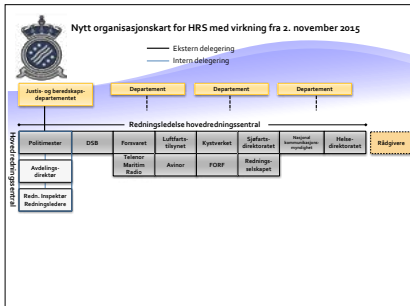 Nytt organisasjonskart for HRS med virkning fra 2. november 2015
Ekstern delegering
Intern delegering
Justis- og beredskaps-
departementet
Departement
Departement
Departement
Redningsledelse hovedredningssentral
Hovedredningssentral
Politimester
DSB
Forsvaret
Luftfarts-
tilsynet
Kystverket
Sjøfarts-
direktoratet
Nasjonal
kommunikasjons-
myndighet
Helse-
direktoratet
Rådgivere
Avdelings-
direktør
Telenor
Maritim
Radio
Avinor
FORF
Rednings-
selskapet
Redn. Inspektør
Redningsledere